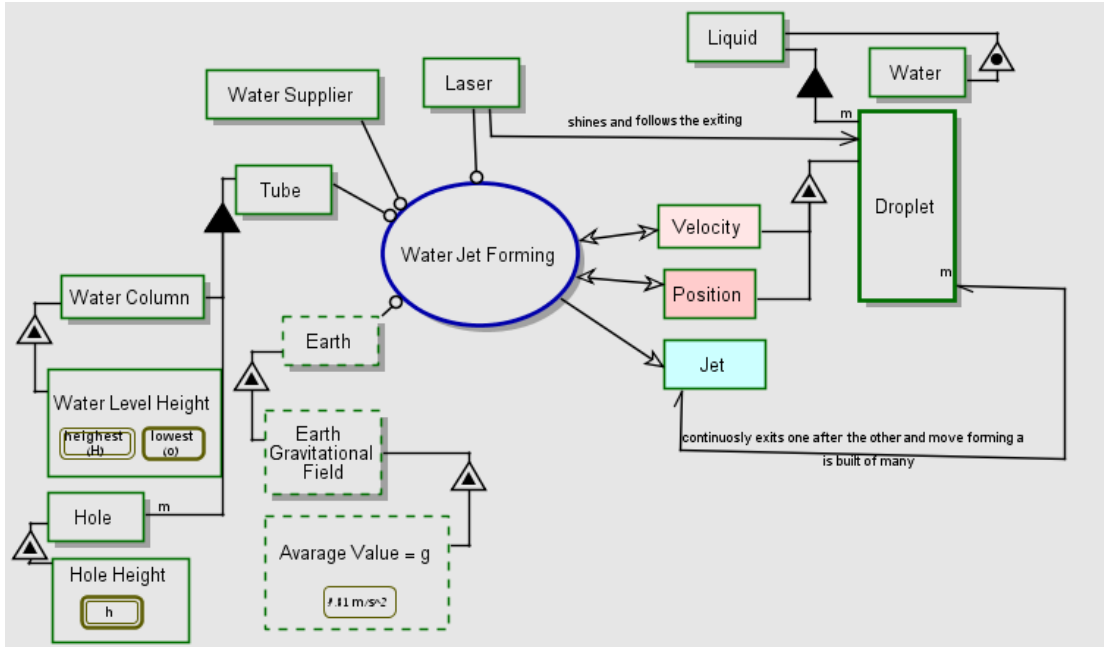 Liquid
Water
Laser
Water Supplier
m
shines and follows the exiting
Tube
Droplet
Velocity
Water Jet Forming
m
Position
Water Column
Earth
Jet
Water Level Height
heighest
(H)
lowest
(o)
Earth
Gravitational
Field
continuosly exits one after the other and move forming a
is built of many
Hole
m
Avarage Value = g
m/s^2
Hole Height
h